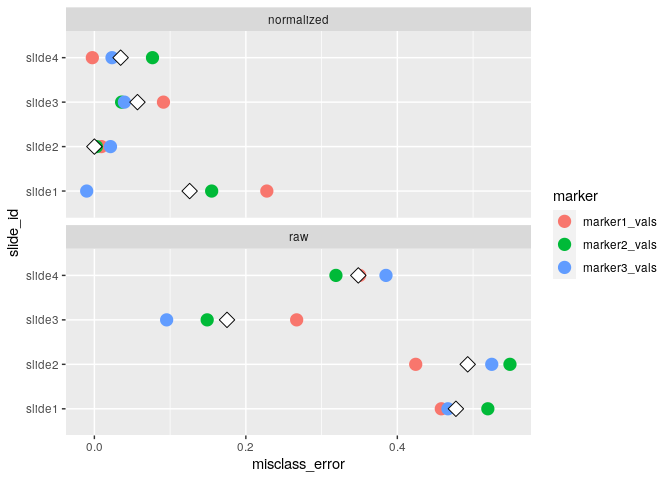 normalized
slide4
slide3
slide2
slide1
raw
slide4
slide3
slide2
slide1
0.0 0.2 0.4
misclass_error
slide_id
marker
marker1_vals
marker2_vals
marker3_vals